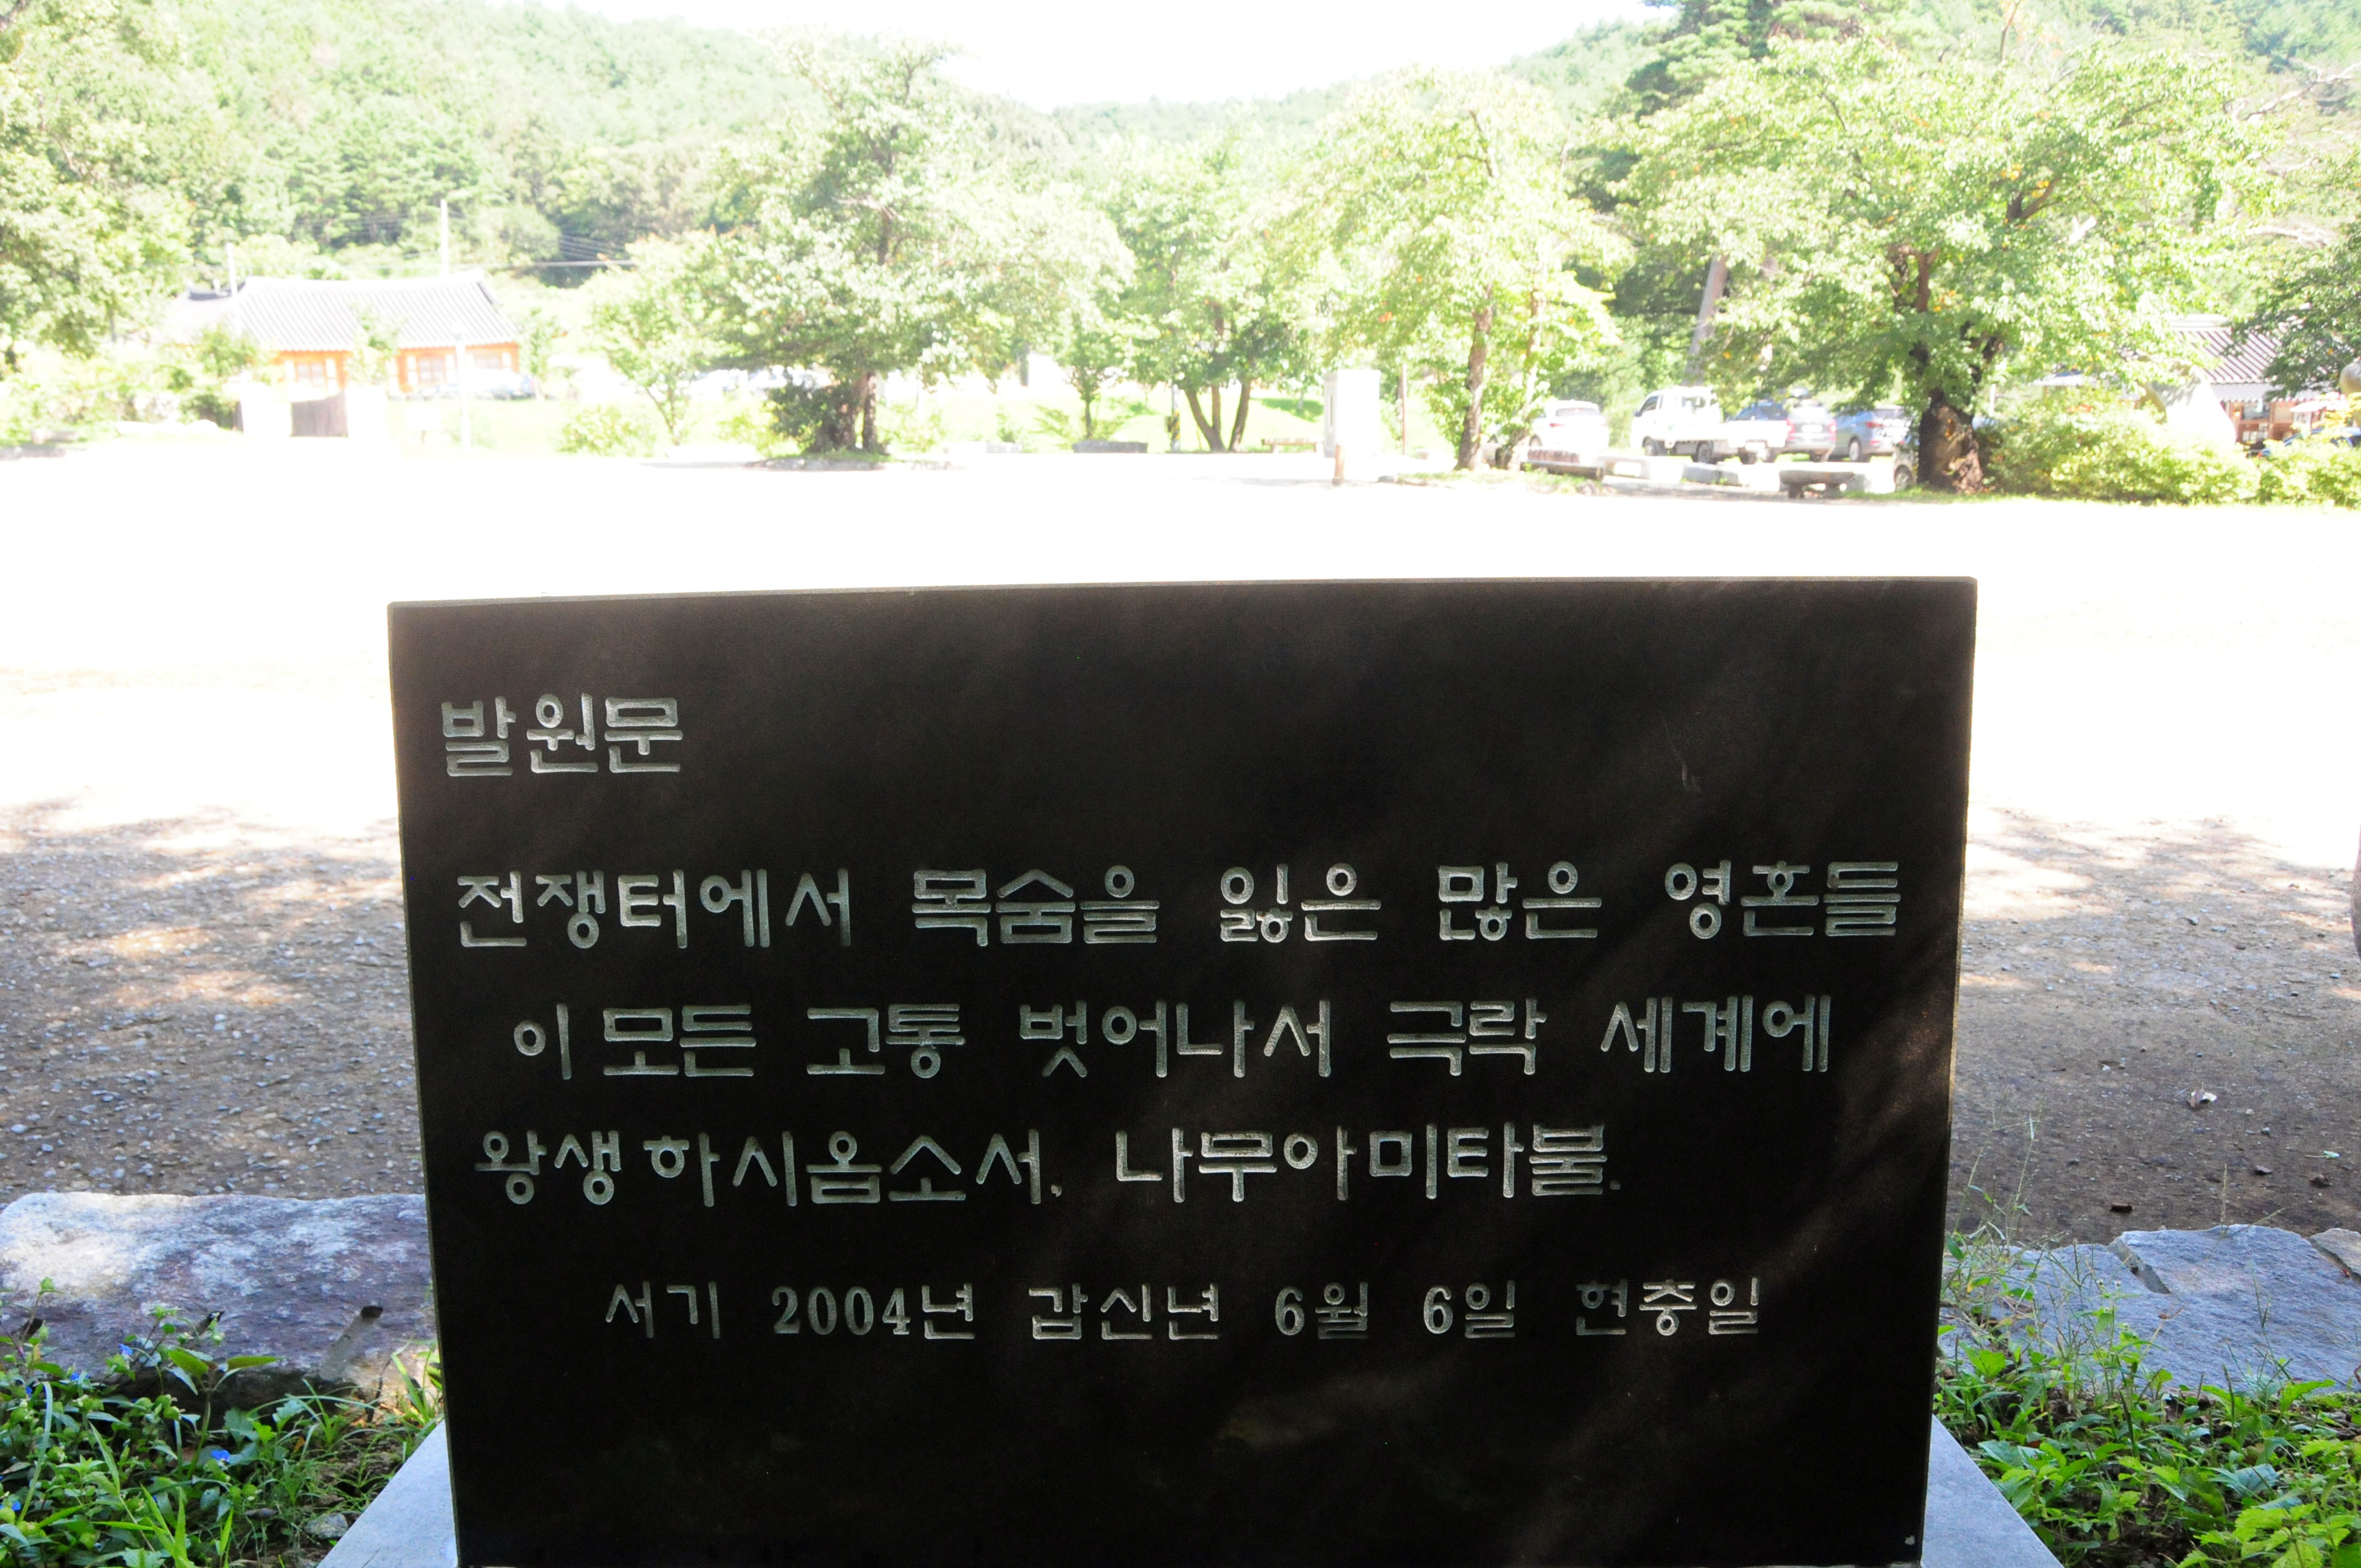 발원문
전쟁터에서 목숨을 잃은 많은 영혼들
이 모든 고통 벗어나서 극락 세계에
왕생하시옵소서, 나무아미타불.
서기 2004년 갑신년 6월 6일 현충일